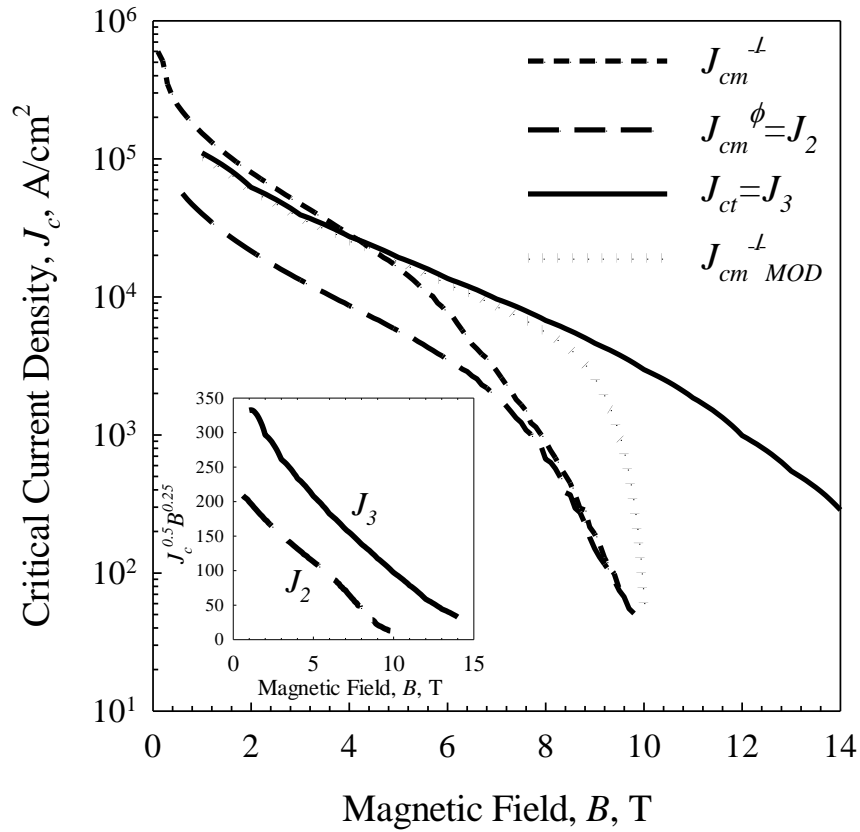 10^6
10^5
10^4
10^3
10^2
10^1
Critical Current Density, J_c, A/cm^2
J_cm^⊥
J_cm^ϕ=J_2
J_ct=J_3
J_cm^⊥_MOD
350
300
250
200
150
100
50
0
J_c^0.5B^0.25
J_3
J_2
0 5 10 15
Magnetic Field, B, T
0 2 4 6 8 10 12 14
Magnetic Field, B, T